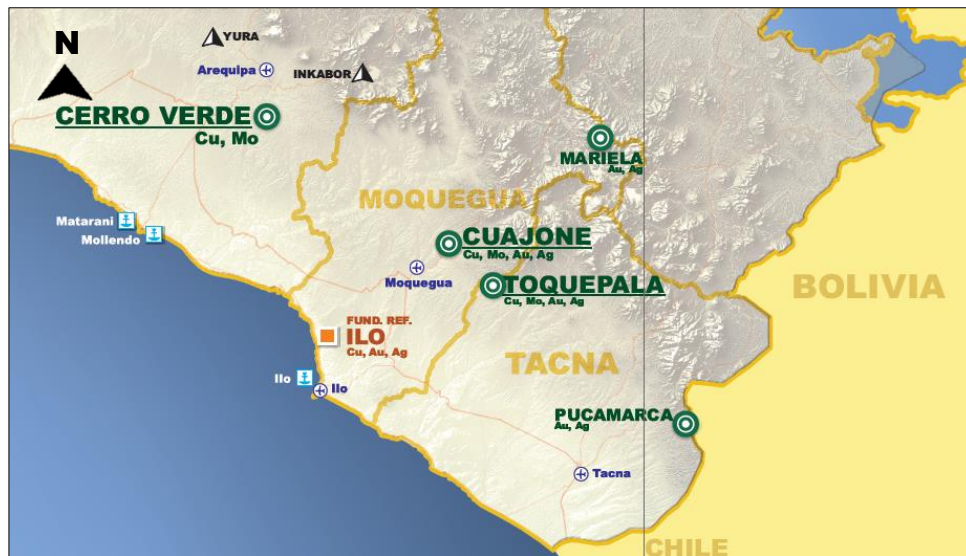 N
YURA
Arequipa
INKABOR
CERRO VERDE
Cu, Mo
MARIELA
Au, Ag
MOQUEGUA
Matarani
Mollendo
CUAJONE
Cu, Mo, Au, Ag
Moquegua
TOQUEPALA
Cu, Mo, Au, Ag
BOLIVIA
FUND. REF.
ILO
Cu, Au, Ag
TACNA
Ilo
Ilo
PUCAMARCA
Au, Ag
Tacna
CHILE